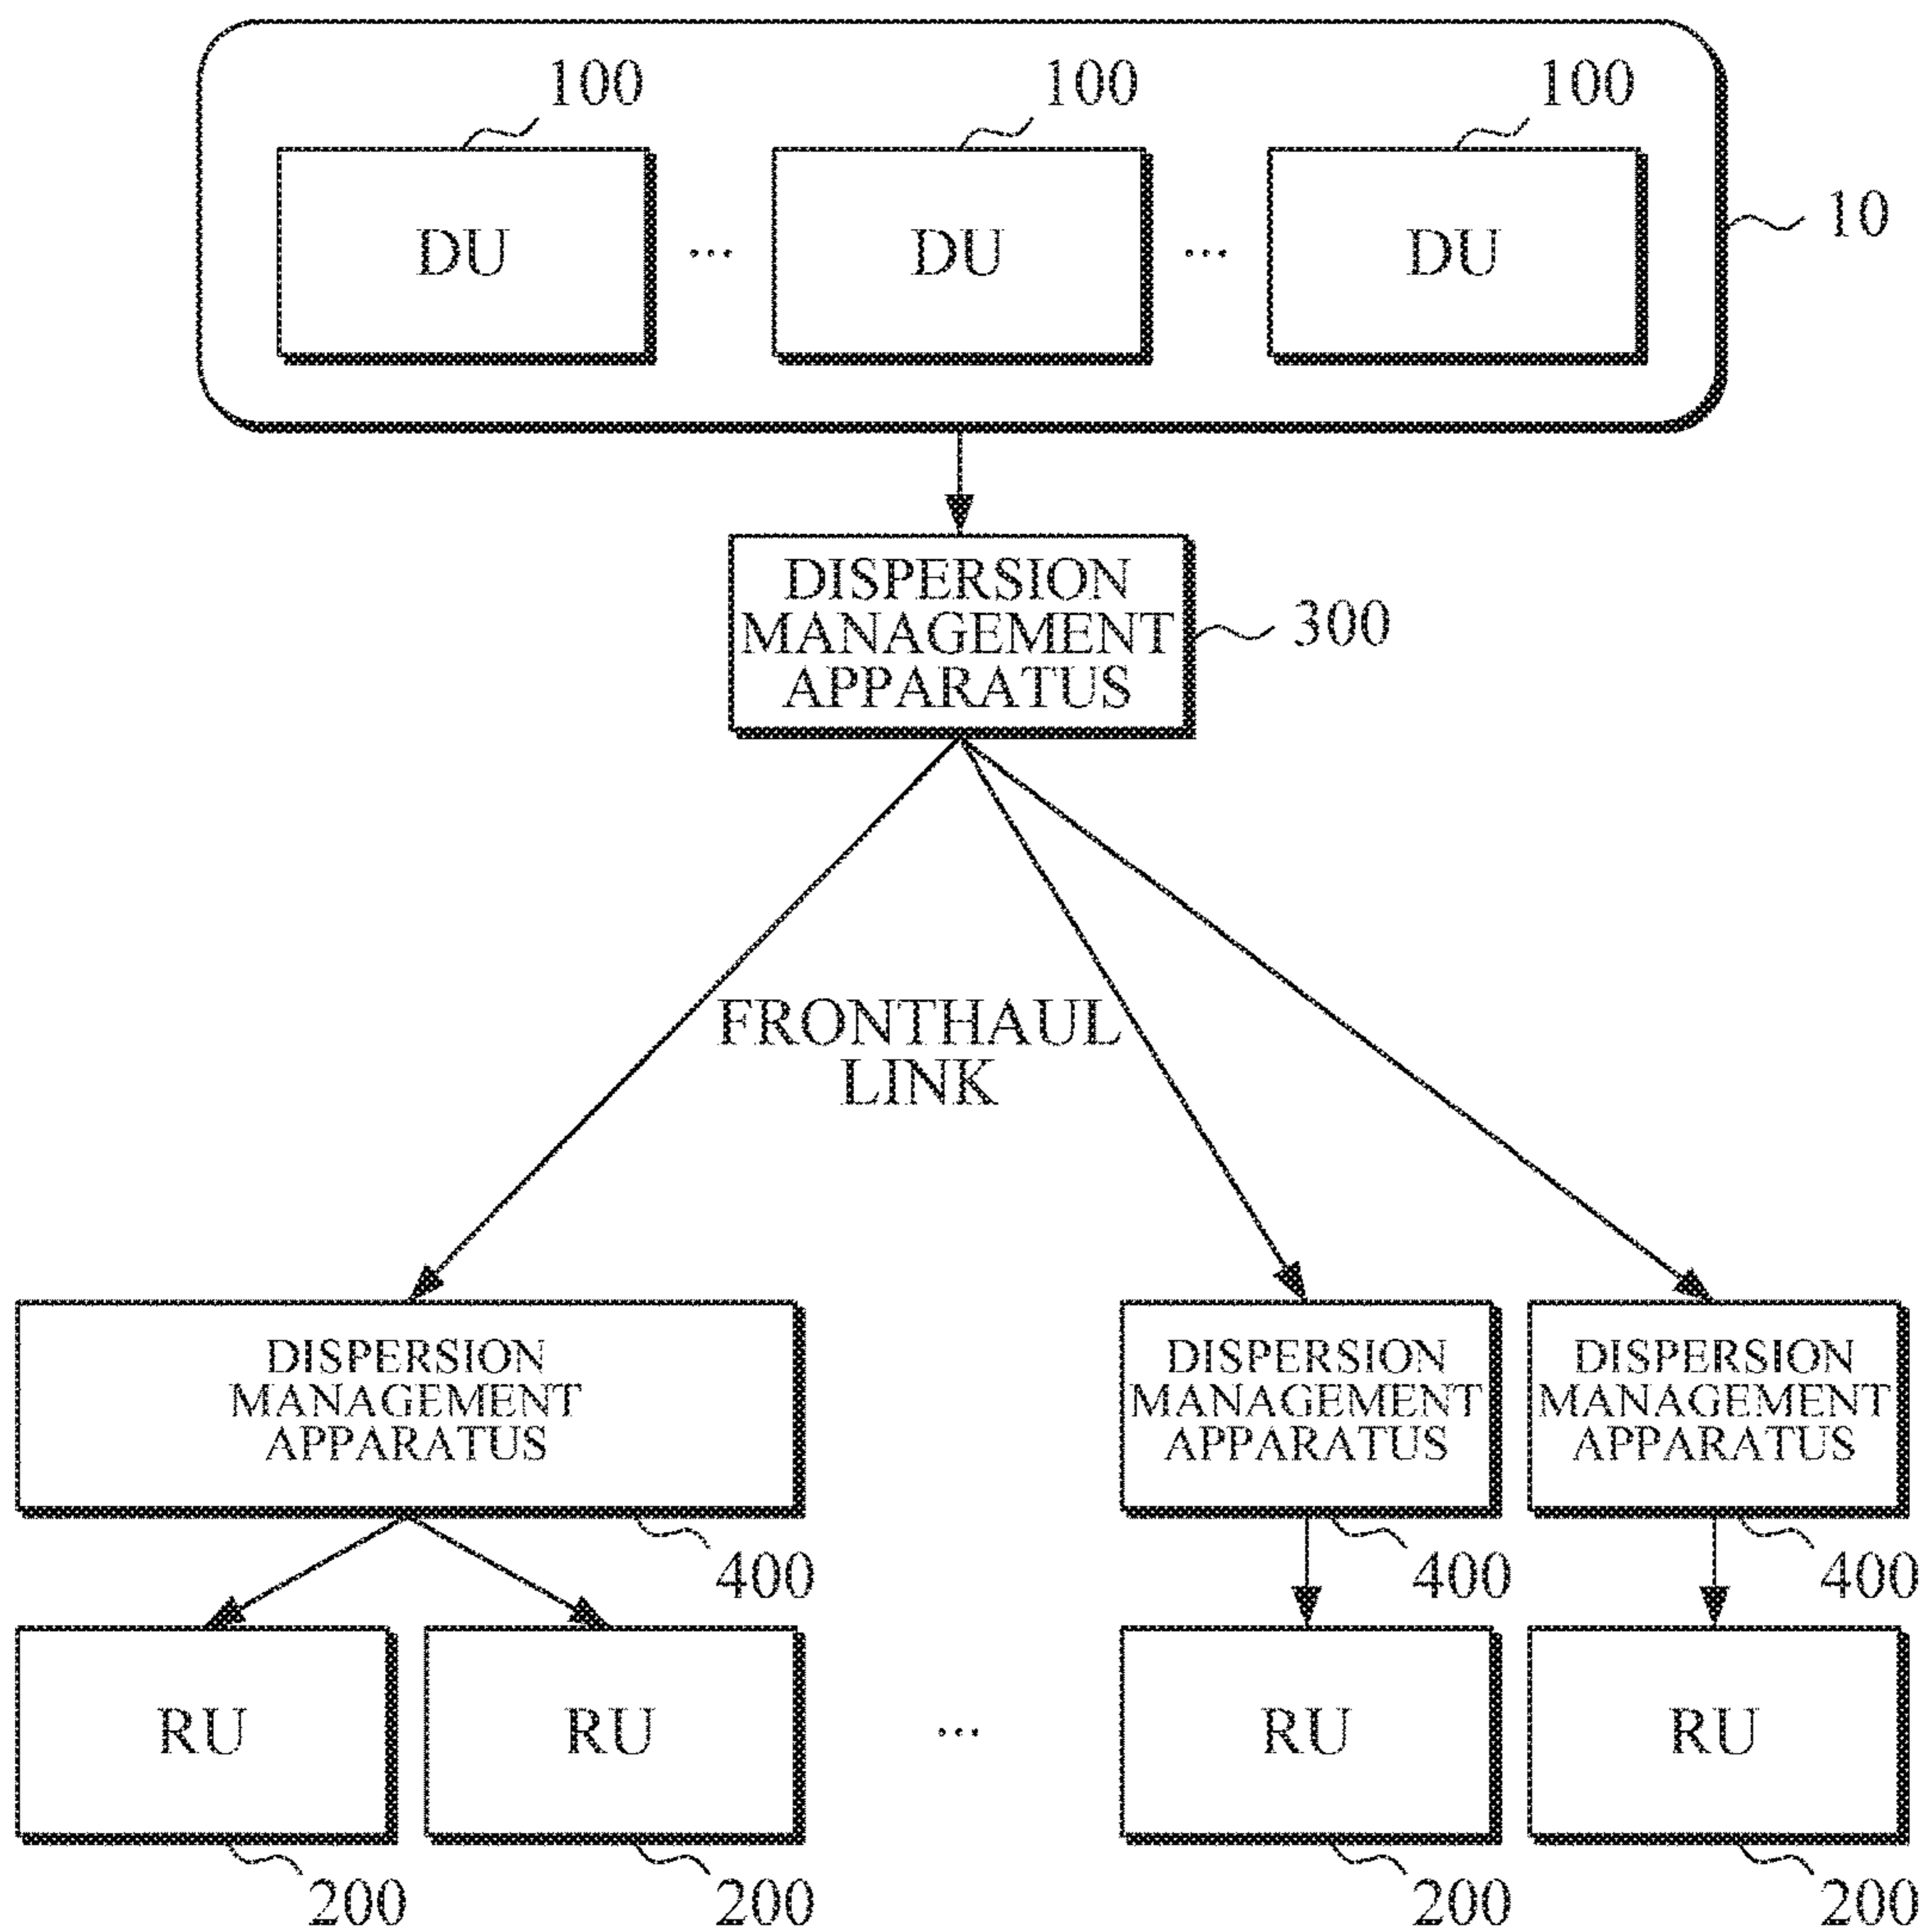 100 100 100
DU ... DU ... DU
10
DISPERSION
MANAGEMENT
APPARATUS
300
FRONTHAUL
LINK
DISPERSION
MANAGEMENT
APPARATUS
400
DISPERSION
MANAGEMENT
APPARATUS
400
DISPERSION
MANAGEMENT
APPARATUS
400
RU RU ... RU RU
200 200 200 200